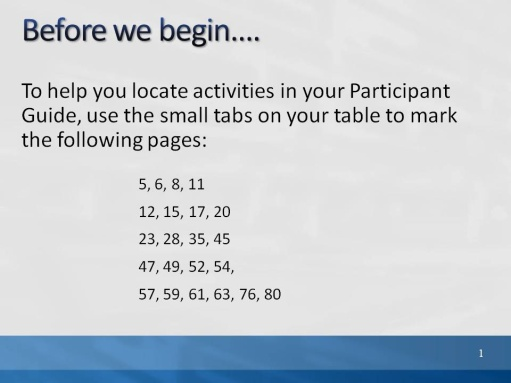 Before we begin....
To help you locate activities in your Participant
Guide, use the small tabs on your table to mark
the following pages:
5, 6, 8, 11
12, 15, 17, 20
23, 28, 35, 45
47, 49, 52, 54,
57, 59, 61, 63, 76, 80
1